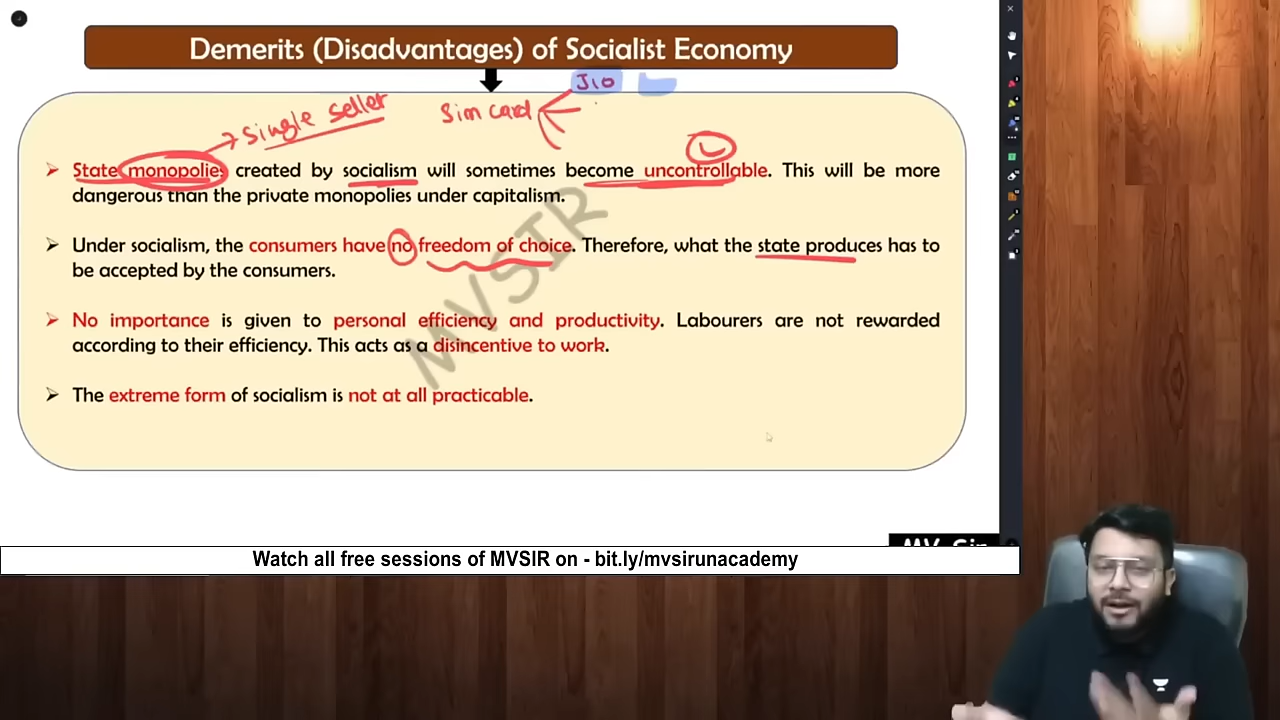 Demerits (Disadvantages) of Socialist Economy
Jio
Single seller
Sim card
State monopolies created by socialism will sometimes become uncontrollable. This will be more
dangerous than the private monopolies under capitalism.
Under socialism, the consumers have no freedom of choice. Therefore, what the state produces has to
be accepted by the consumers.
No importance is given to personal efficiency and productivity. Labourers are not rewarded
according to their efficiency. This acts as a disincentive to work.
The extreme form of socialism is not at all practicable.
MVSIR
Watch all free sessions of MVSIR on - bit.ly/mvsirunacademy